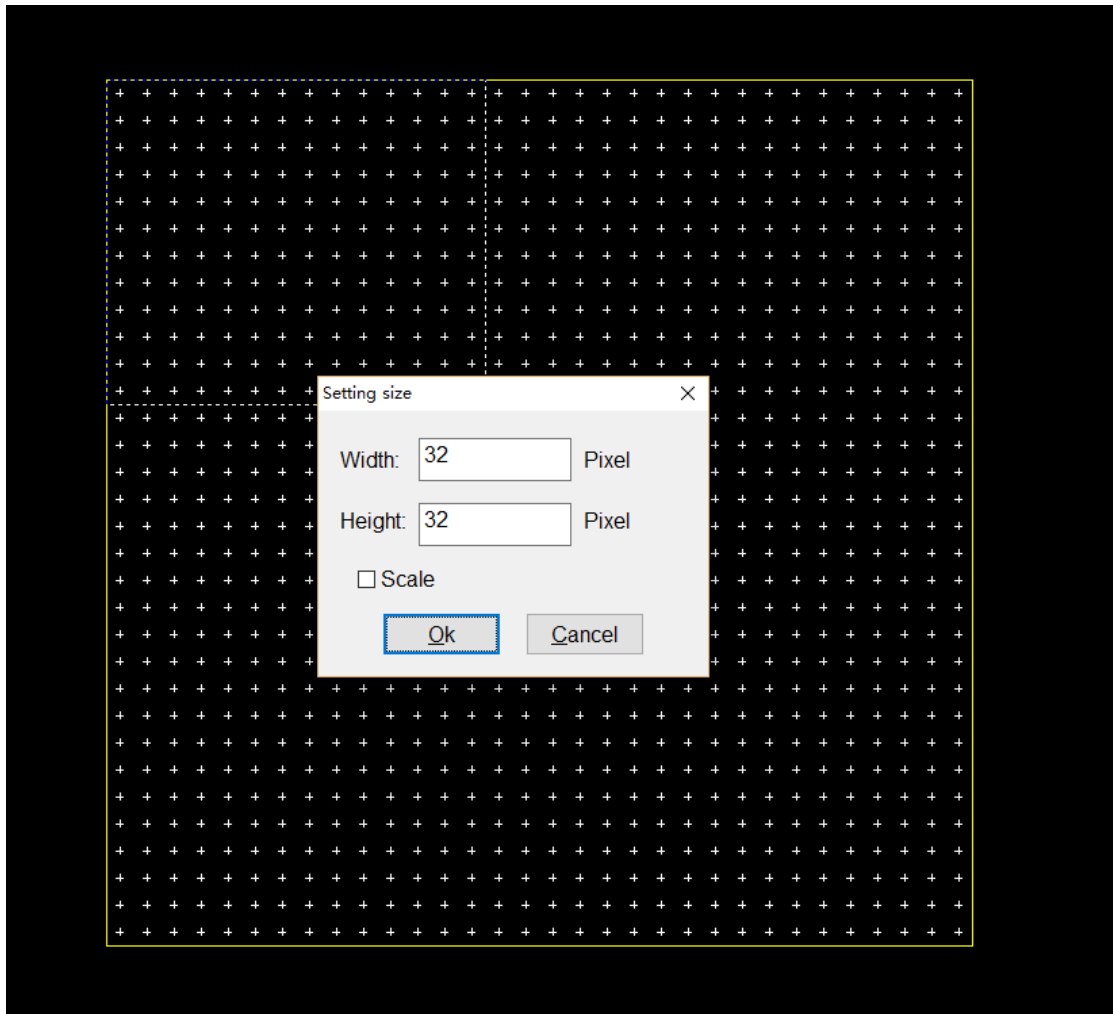 Setting size
Width: 32 Pixel
Height: 32 Pixel
Scale
Ok Cancel